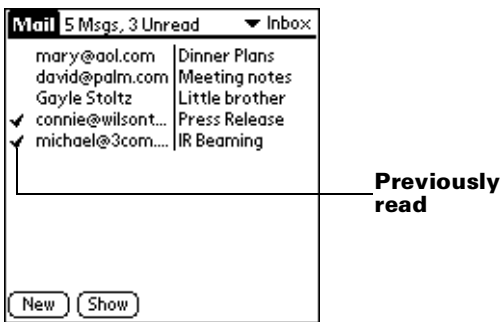 Mail 5 Msgs, 3 Unread Inbox
mary@aol.com Dinner Plans
david@palm.com Meeting notes
Gayle Stoltz Little brother
connie@wilsont... Press Release
michael@3com.... IR Beaming
Previously
read
New Show